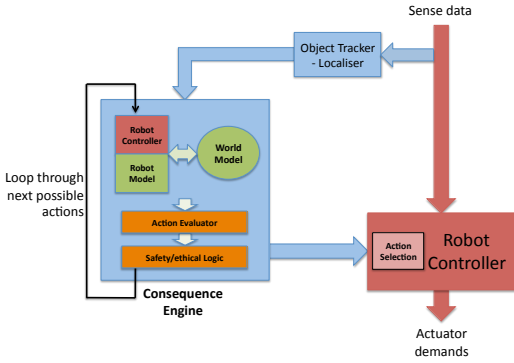 Sense data
Object Tracker
- Localiser
Robot
Controller
Robot
Model
World
Model
Loop through
next possible
actions
Action Evaluator
Safety/ethical Logic
Consequence
Engine
Action
Selection
Robot
Controller
Actuator
demands